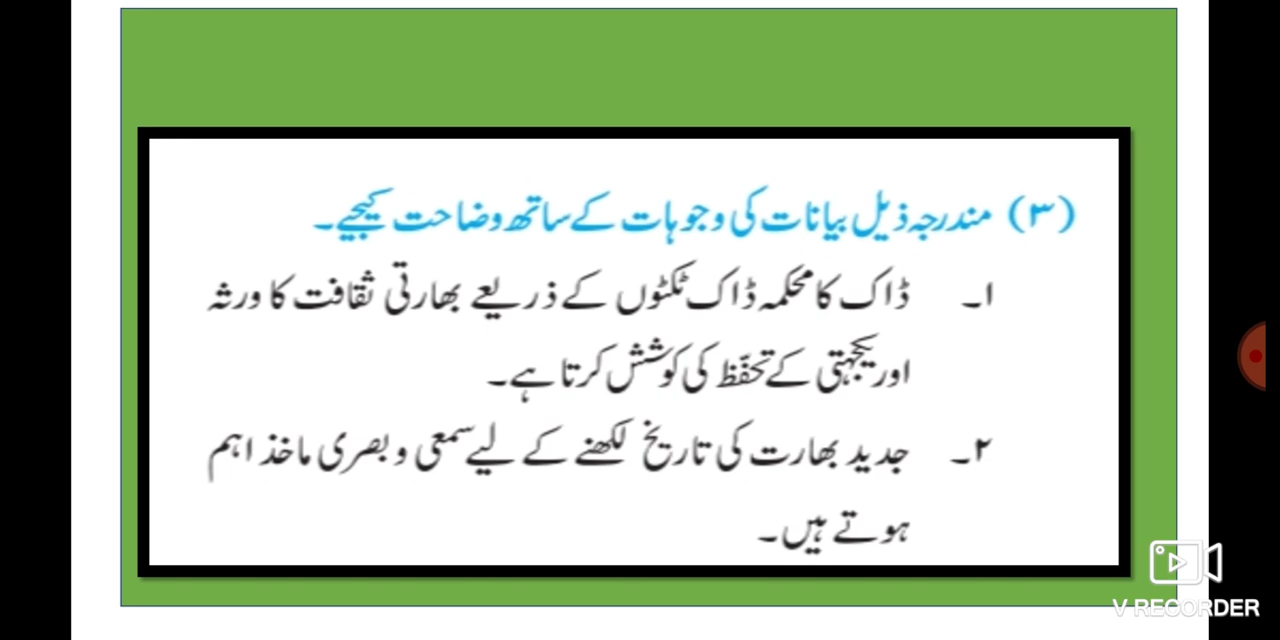 (۳) مندرجہ ذیل بیانات کی وجوہات کے ساتھ وضاحت کیجیے۔
۱۔ ڈاک کا محکمہ ڈاک ٹکٹوں کے ذریعے بھارتی ثقافت کا ورثہ
اور یکجہتی کے تحفّظ کی کوشش کرتا ہے۔
۲۔ جدید بھارت کی تاریخ لکھنے کے لیے سمعی و بصری ماخذ اہم
ہوتے ہیں۔
V RECORDER